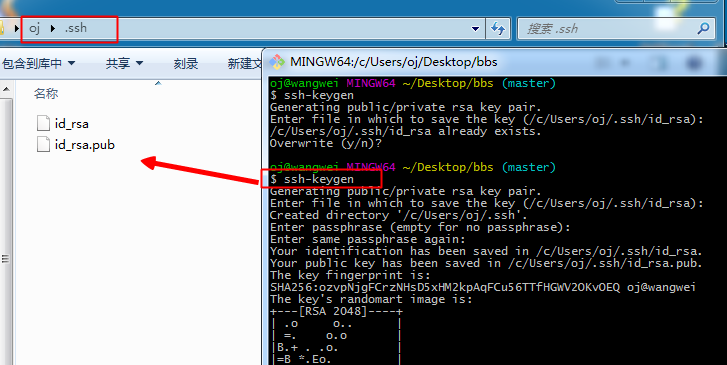 oj .ssh
搜索 .ssh
包含到库中 共享 刻录 新建文
名称
id_rsa
id_rsa.pub
MINGW64:/c/Users/oj/Desktop/bbs
oj@wangwei MINGW64 ~/Desktop/bbs (master)
$ ssh-keygen
Generating public/private rsa key pair.
Enter file in which to save the key (/c/Users/oj/.ssh/id_rsa):
/c/Users/oj/.ssh/id_rsa already exists.
Overwrite (y/n)?
oj@wangwei MINGW64 ~/Desktop/bbs (master)
$ ssh-keygen
Generating public/private rsa key pair.
Enter file in which to save the key (/c/Users/oj/.ssh/id_rsa):
Created directory '/c/Users/oj/.ssh'.
Enter passphrase (empty for no passphrase):
Enter same passphrase again:
Your identification has been saved in /c/Users/oj/.ssh/id_rsa.
Your public key has been saved in /c/Users/oj/.ssh/id_rsa.pub.
The key fingerprint is:
SHA256:ozvpNjgFCrzNHsD5xHM2kpAqFCu56TTfHGWV2OKvOEQ oj@wangwei
The key's randomart image is:
+---[RSA 2048]----+
| .o     o..      |
| =.    o.o       |
|B.+ . .o.        |
|=B *.Eo.         |